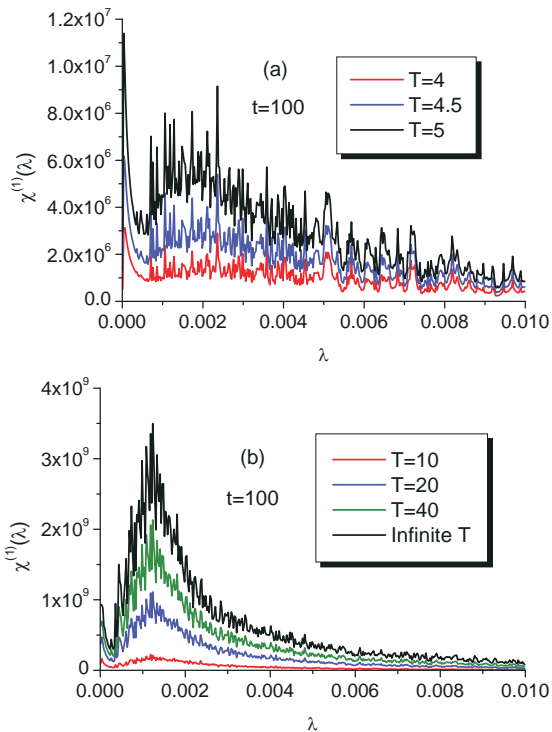 1.2x10⁷
1.0x10⁷
8.0x10⁶
6.0x10⁶
4.0x10⁶
2.0x10⁶
0.0
χ⁽¹⁾(λ)
(a)
t=100
T=4
T=4.5
T=5
0.000 0.002 0.004 0.006 0.008 0.010
λ
4x10⁹
3x10⁹
2x10⁹
1x10⁹
0
χ⁽¹⁾(λ)
(b)
t=100
T=10
T=20
T=40
Infinite T
0.000 0.002 0.004 0.006 0.008 0.010
λ